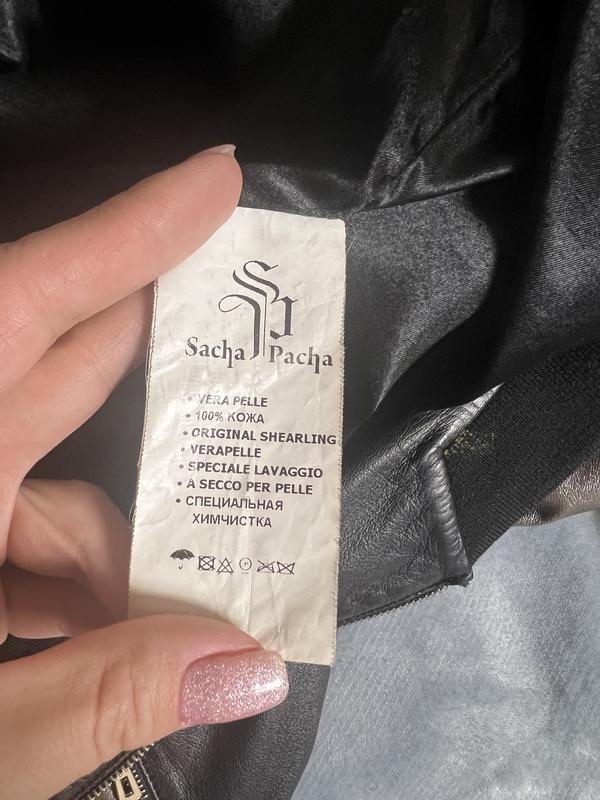 Sacha Pacha
• VERA PELLE
• 100% КОЖА
• ORIGINAL SHEARLING
• VERAPELLE
• SPECIALE LAVAGGIO
• A SECCO PER PELLE
• СПЕЦИАЛЬНАЯ
ХИМЧИСТКА